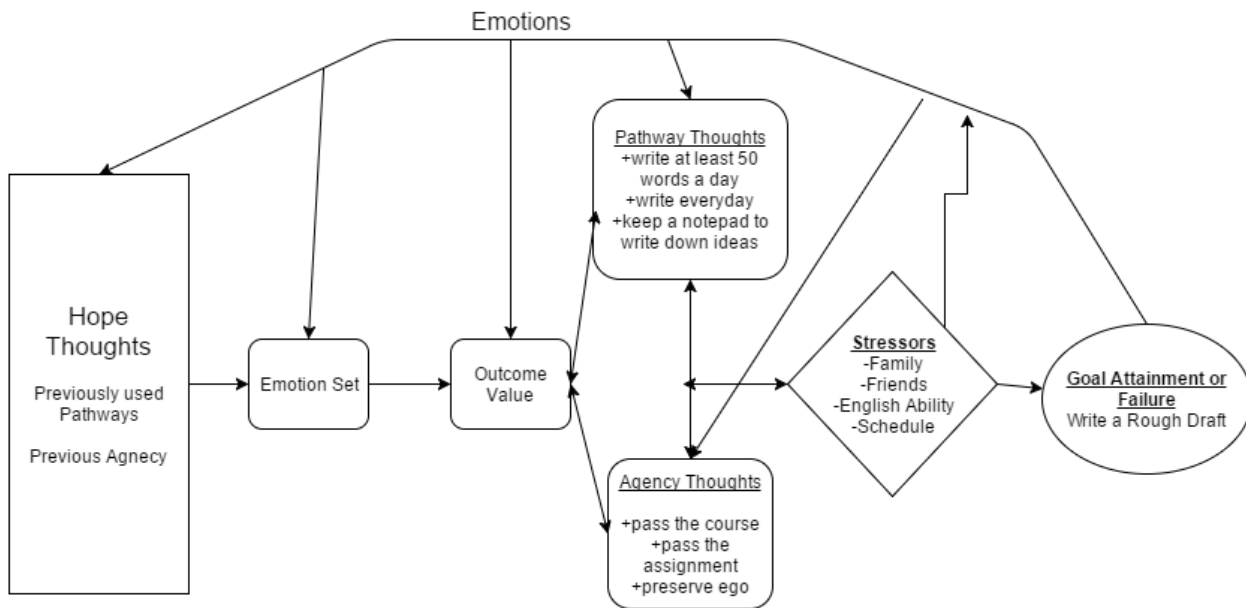 Emotions
Hope
Thoughts
Previously used
Pathways
Previous Agnecy
Emotion Set
Outcome
Value
Pathway Thoughts
+write at least 50
words a day
+write everyday
+keep a notepad to
write down ideas
Agency Thoughts
+pass the course
+pass the
assignment
+preserve ego
Stressors
-Family
-Friends
-English Ability
-Schedule
Goal Attainment or
Failure
Write a Rough Draft